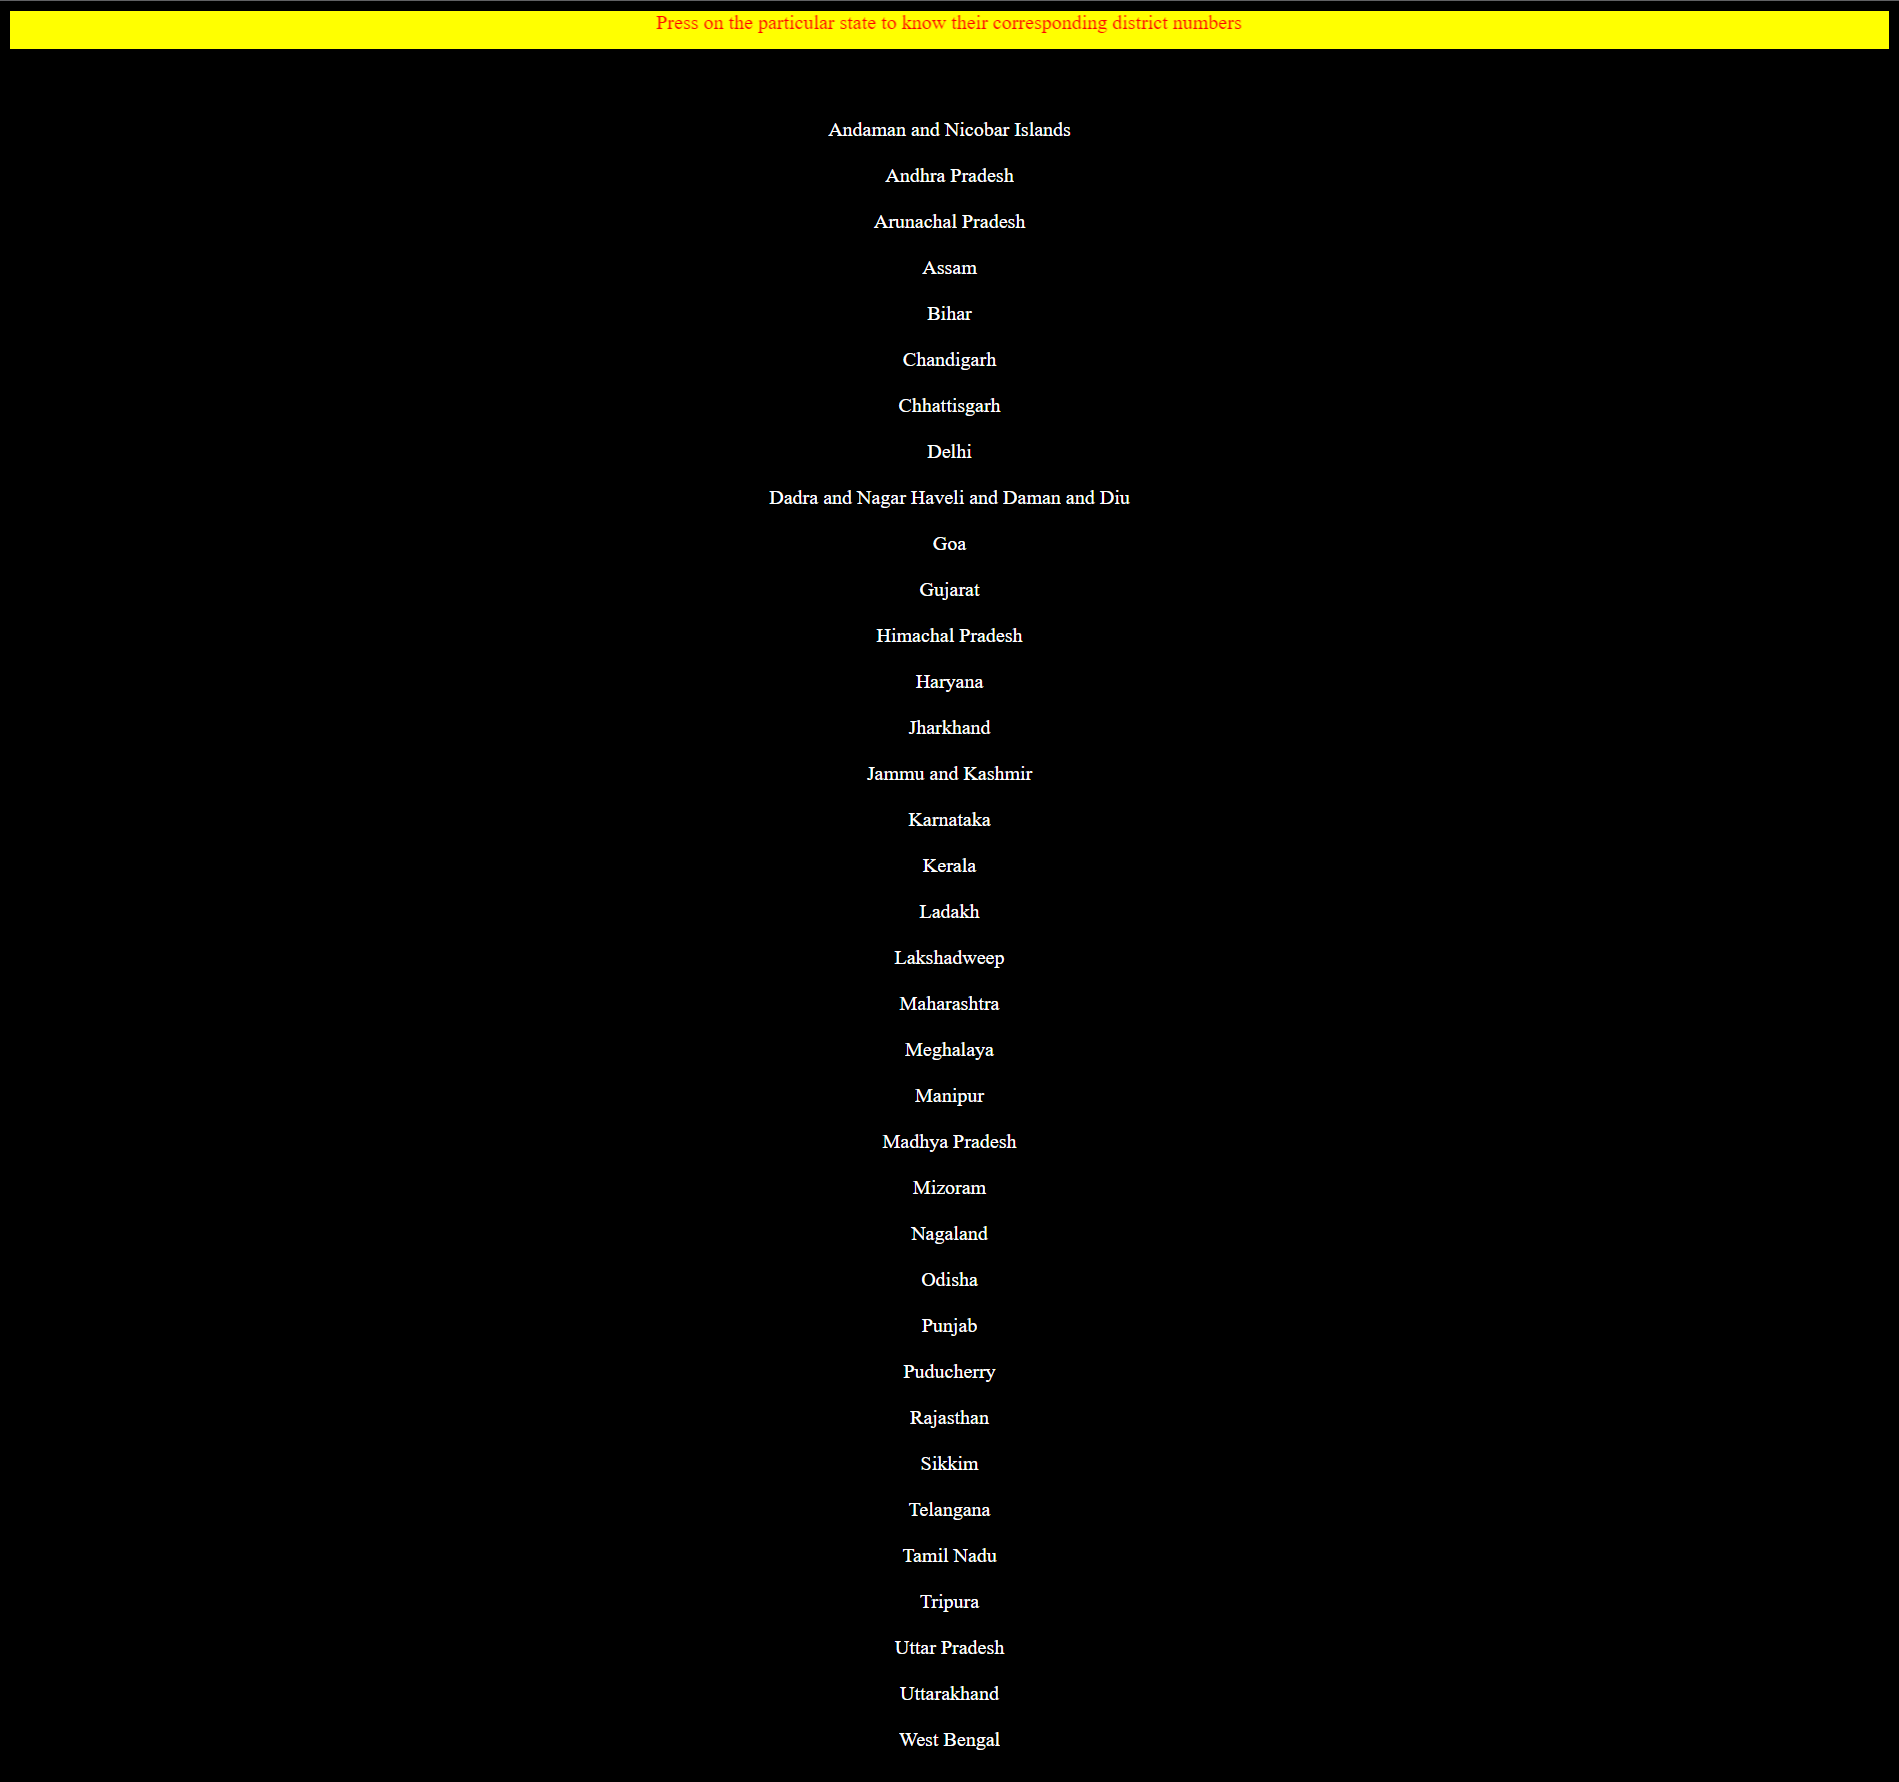 Press on the particular state to know their corresponding district numbers
Andaman and Nicobar Islands
Andhra Pradesh
Arunachal Pradesh
Assam
Bihar
Chandigarh
Chhattisgarh
Delhi
Dadra and Nagar Haveli and Daman and Diu
Goa
Gujarat
Himachal Pradesh
Haryana
Jharkhand
Jammu and Kashmir
Karnataka
Kerala
Ladakh
Lakshadweep
Maharashtra
Meghalaya
Manipur
Madhya Pradesh
Mizoram
Nagaland
Odisha
Punjab
Puducherry
Rajasthan
Sikkim
Telangana
Tamil Nadu
Tripura
Uttar Pradesh
Uttarakhand
West Bengal